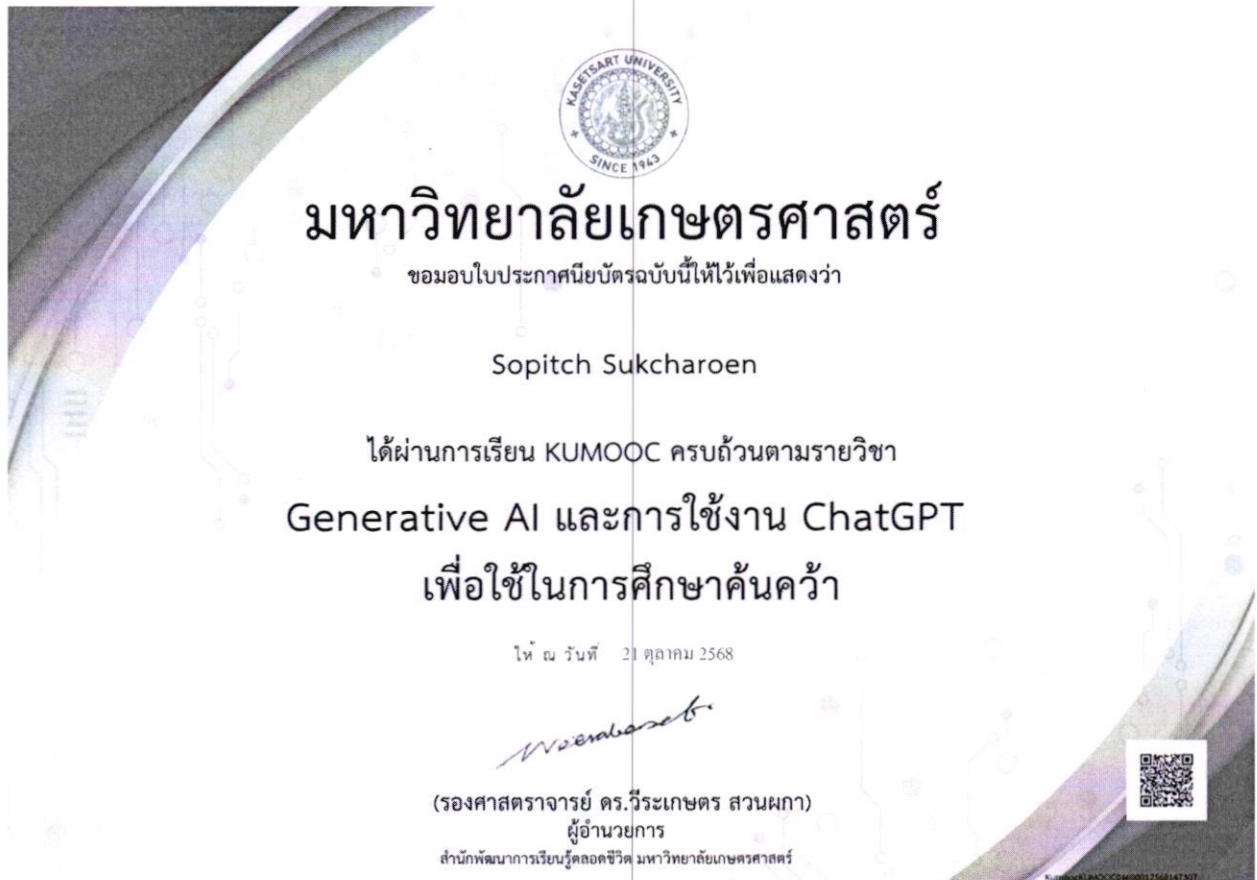 KASETSART UNIVERSITY
SINCE 1943
มหาวิทยาลัยเกษตรศาสตร์
ขอมอบใบประกาศนียบัตรฉบับนี้ให้ไว้เพื่อแสดงว่า
Sopitch Sukcharoen
ได้ผ่านการเรียน KUMOOC ครบถ้วนตามรายวิชา
Generative AI และการใช้งาน ChatGPT
เพื่อใช้ในการศึกษาค้นคว้า
ให้ ณ วันที่ 21 ตุลาคม 2568
(รองศาสตราจารย์ ดร.วีระเกษตร สวนผกา)
ผู้อำนวยการ
สำนักพัฒนาการเรียนรู้ตลอดชีวิต มหาวิทยาลัยเกษตรศาสตร์